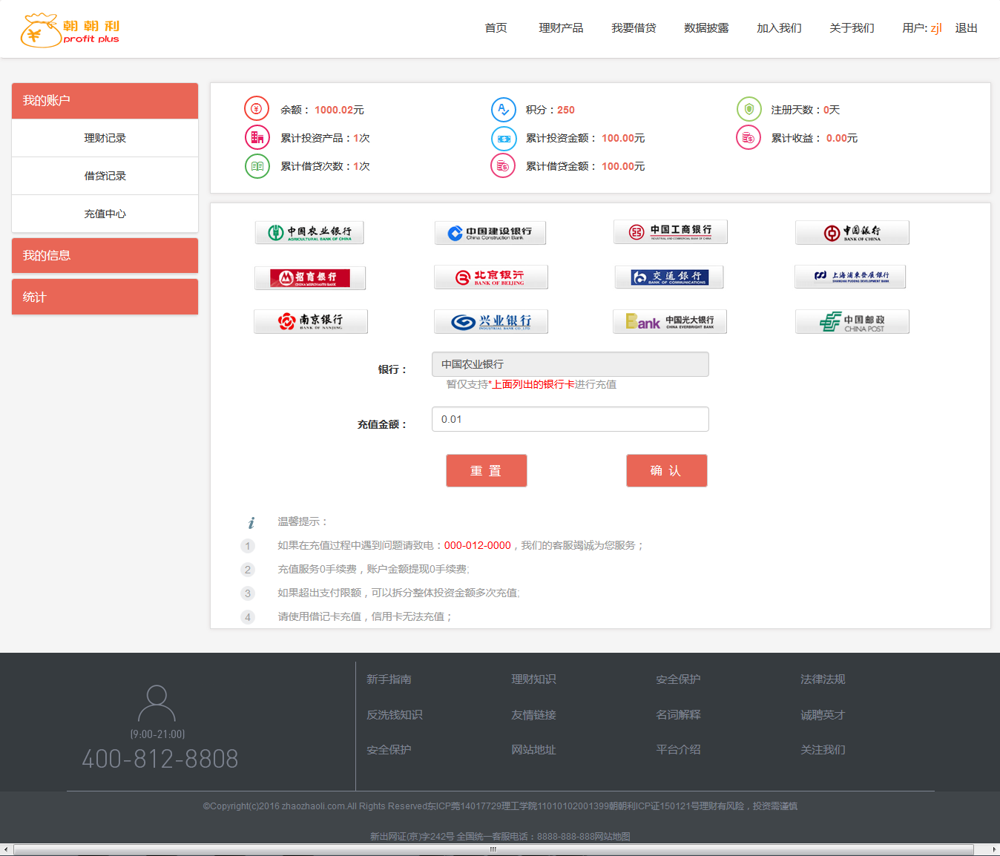 朝朝利
profit plus
首页 理财产品 我要借贷 数据披露 加入我们 关于我们 用户: zjl 退出
我的账户
理财记录
借贷记录
充值中心
我的信息
统计
余额： 1000.02元 积分：250 注册天数：0天
累计投资产品：1次 累计投资金额： 100.00元 累计收益： 0.00元
累计借贷次数：1次 累计借贷金额： 100.00元
中国农业银行 中国建设银行 中国工商银行 中国银行
AGRICULTURAL BANK OF CHINA China Construction Bank INDUSTRIAL AND COMMERCIAL BANK OF CHINA BANK OF CHINA
招商银行 北京银行 交通银行 上海浦东发展银行
CHINA MERCHANTS BANK BANK OF BEIJING BANK OF COMMUNICATIONS SHANGHAI PUDONG DEVELOPMENT BANK
南京银行 兴业银行 Bank 中国光大银行 中国邮政
BANK OF NANJING INDUSTRIAL BANK CO.,LTD CHINA EVERBRIGHT BANK CHINA POST
银行： 中国农业银行
暂仅支持*上面列出的银行卡进行充值
充值金额： 0.01
重 置 确 认
i 温馨提示：
1 如果在充值过程中遇到问题请致电：000-012-0000，我们的客服竭诚为您服务；
2 充值服务0手续费，账户金额提现0手续费;
3 如果超出支付限额，可以拆分整体投资金额多次充值;
4 请使用借记卡充值，信用卡无法充值；
新手指南 理财知识 安全保护 法律法规
反洗钱知识 友情链接 名词解释 诚聘英才
安全保护 网站地址 平台介绍 关注我们
(9:00-21:00)
400-812-8808
©Copyright(c)2016 zhaozhaoli.com.All Rights Reserved东ICP莞14017729理工学院11010102001399朝朝利ICP证150121号理财有风险，投资需谨慎
新出网证(京)字242号 全国统一客服电话：8888-888-888网站地图